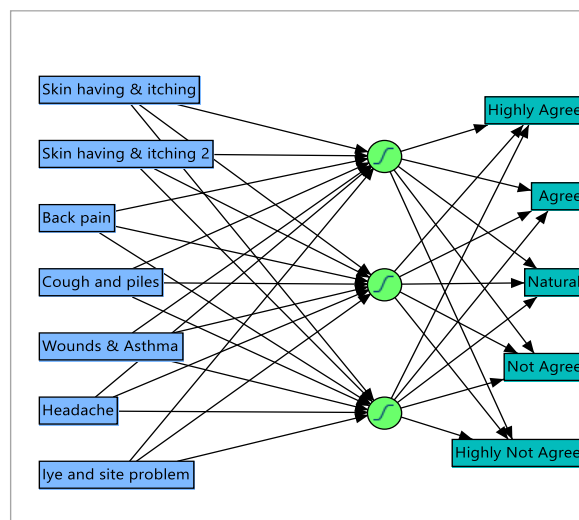 Skin having & itching
Skin having & itching 2
Back pain
Cough and piles
Wounds & Asthma
Headache
Iye and site problem
Highly Agree
Agree
Natural
Not Agree
Highly Not Agree